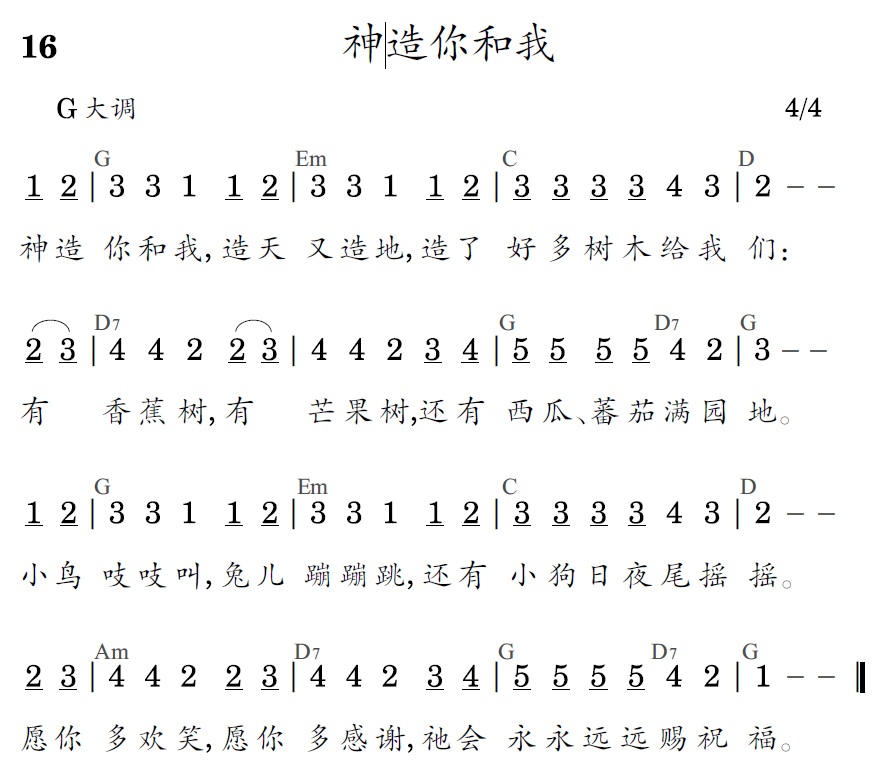 16 神造你和我
G 大调 4/4
G Em C D
1 2 | 3 3 1 1 2 | 3 3 1 1 2 | 3 3 3 3 4 3 | 2 – –
神造 你和我,造天 又造地,造了 好多树木给我 们:
D7 G D7 G
2 3 | 4 4 2 2 3 | 4 4 2 3 4 | 5 5 5 5 4 2 | 3 – –
有 香蕉树,有 芒果树,还有 西瓜、蕃茄满园 地。
G Em C D
1 2 | 3 3 1 1 2 | 3 3 1 1 2 | 3 3 3 3 4 3 | 2 – –
小鸟 吱吱叫,兔儿 蹦蹦跳,还有 小狗日夜尾摇 摇。
Am D7 G D7 G
2 3 | 4 4 2 2 3 | 4 4 2 3 4 | 5 5 5 5 4 2 | 1 – – ‖
愿你 多欢笑,愿你 多感谢,祂会 永永远远赐祝 福。